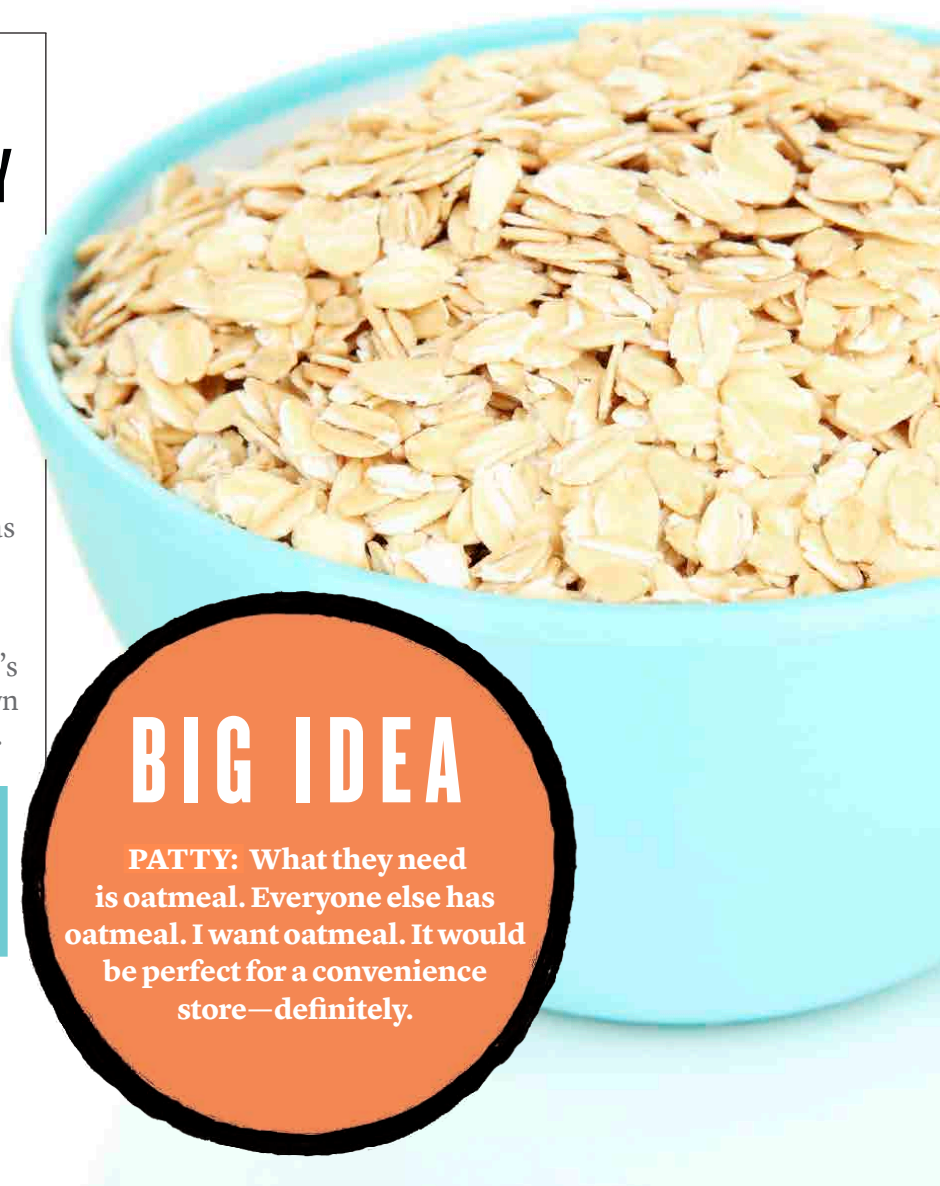 BIG IDEA
PATTY: What they need
is oatmeal. Everyone else has
oatmeal. I want oatmeal. It would
be perfect for a convenience
store—definitely.